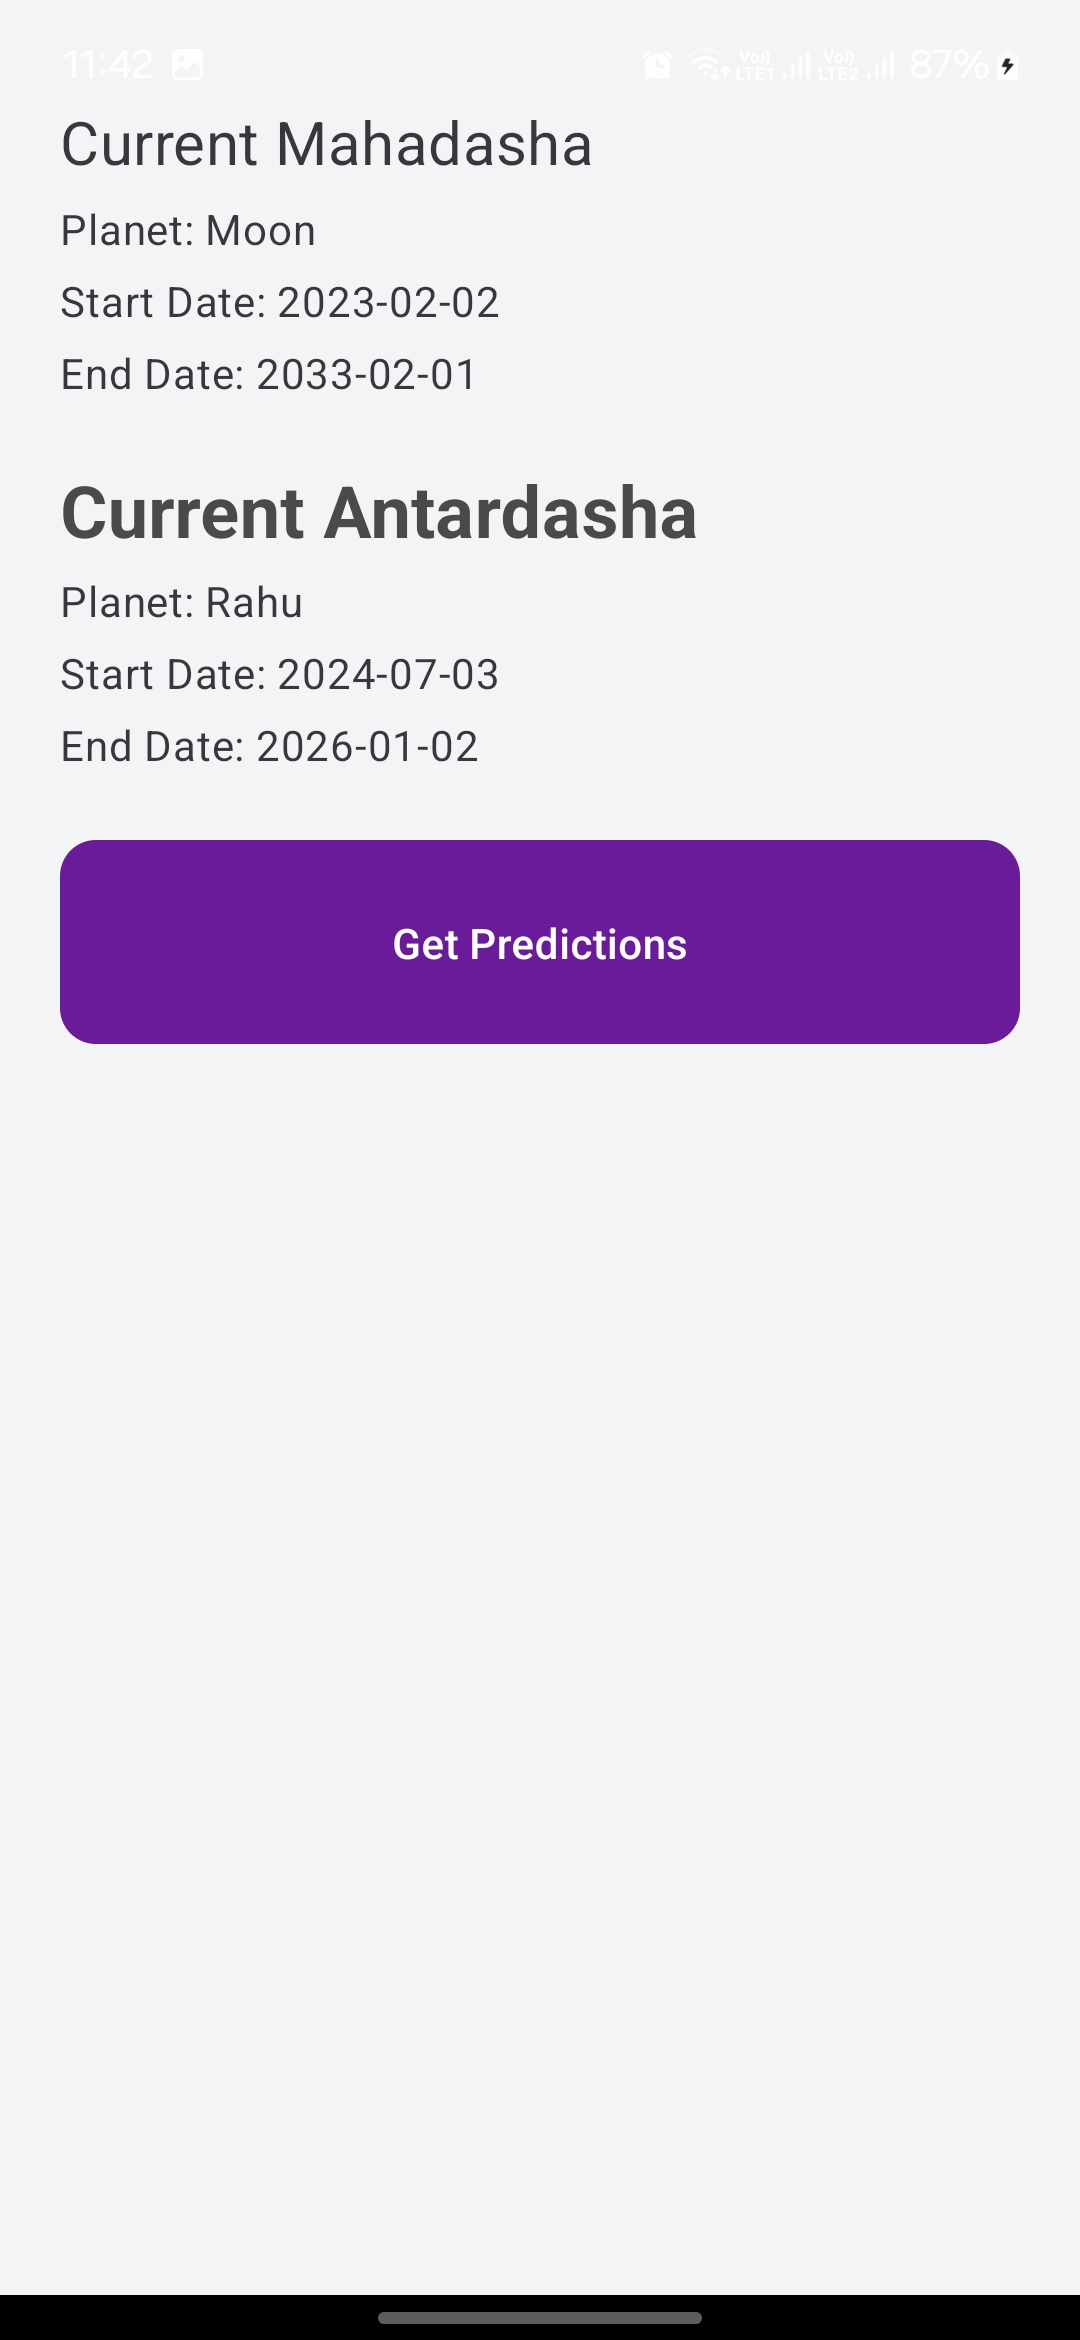 11:42
Vo)) LTE1 Vo)) LTE2 87%
Current Mahadasha
Planet: Moon
Start Date: 2023-02-02
End Date: 2033-02-01
Current Antardasha
Planet: Rahu
Start Date: 2024-07-03
End Date: 2026-01-02
Get Predictions